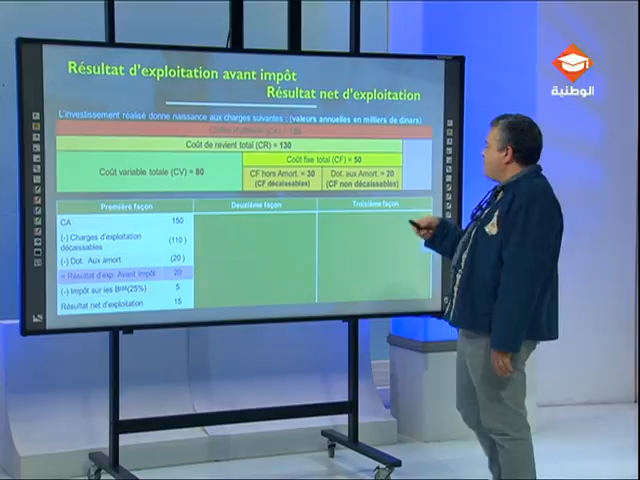 Résultat d'exploitation avant impôt
الوطنية
Résultat net d'exploitation
L'investissement réalisé donne naissance aux charges suivantes : (valeurs annuelles en milliers de dinars)
Coût de revient total (CR) = 130
Coût fixe total (CF) = 50
Coût variable totale (CV) = 80
CF hors Amort. = 30
(CF décaissables)
Dot. aux Amort. = 20
(CF non décaissables)
Première façon
Deuxième façon
Troisième façon
CA 150
(-) Charges d'exploitation décaissables (110 )
(-) Dot. Aux amort. (20 )
= Résultat d'exp. Avant impôt 20
(-) Impôt sur les Bces(25%) 5
Résultat net d'exploitation 15